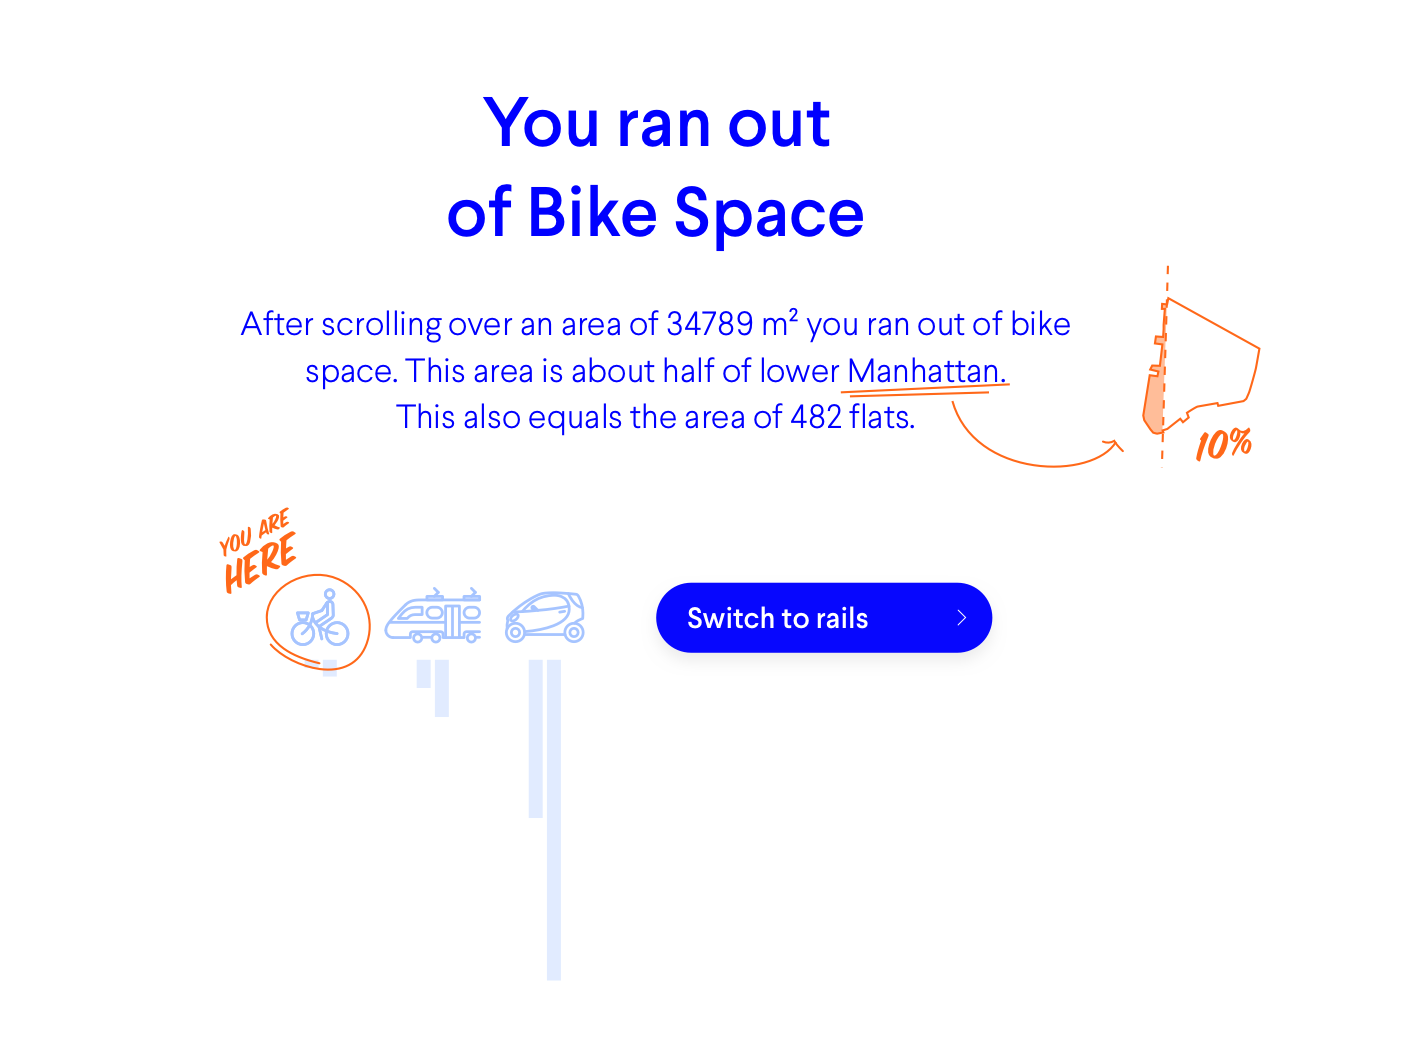 You ran out
of Bike Space
After scrolling over an area of 34789 m² you ran out of bike
space. This area is about half of lower Manhattan.
This also equals the area of 482 flats.
10%
YOU ARE
HERE
Switch to rails